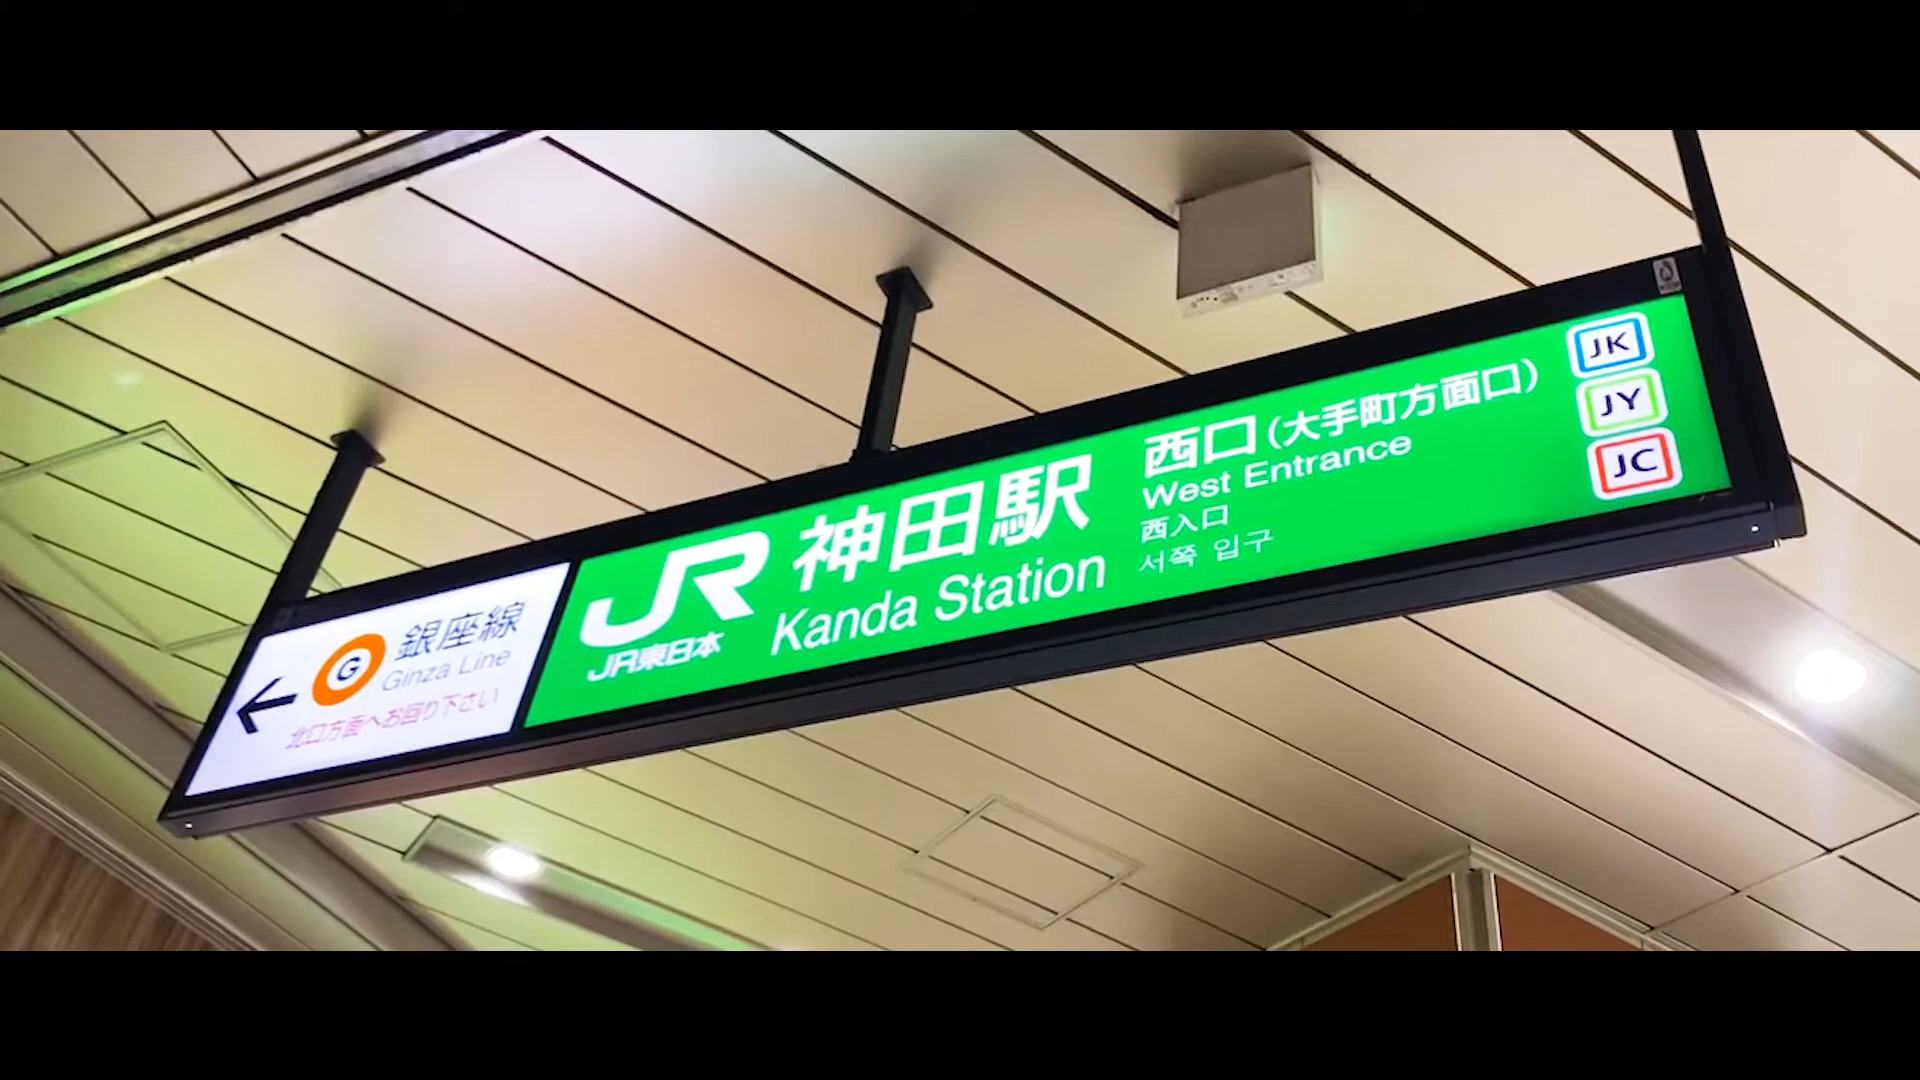 G 銀座線
Ginza Line
北口方面へお回り下さい
JR
JR東日本
神田駅
Kanda Station
西口(大手町方面口)
West Entrance
西入口
서쪽 입구
JK
JY
JC